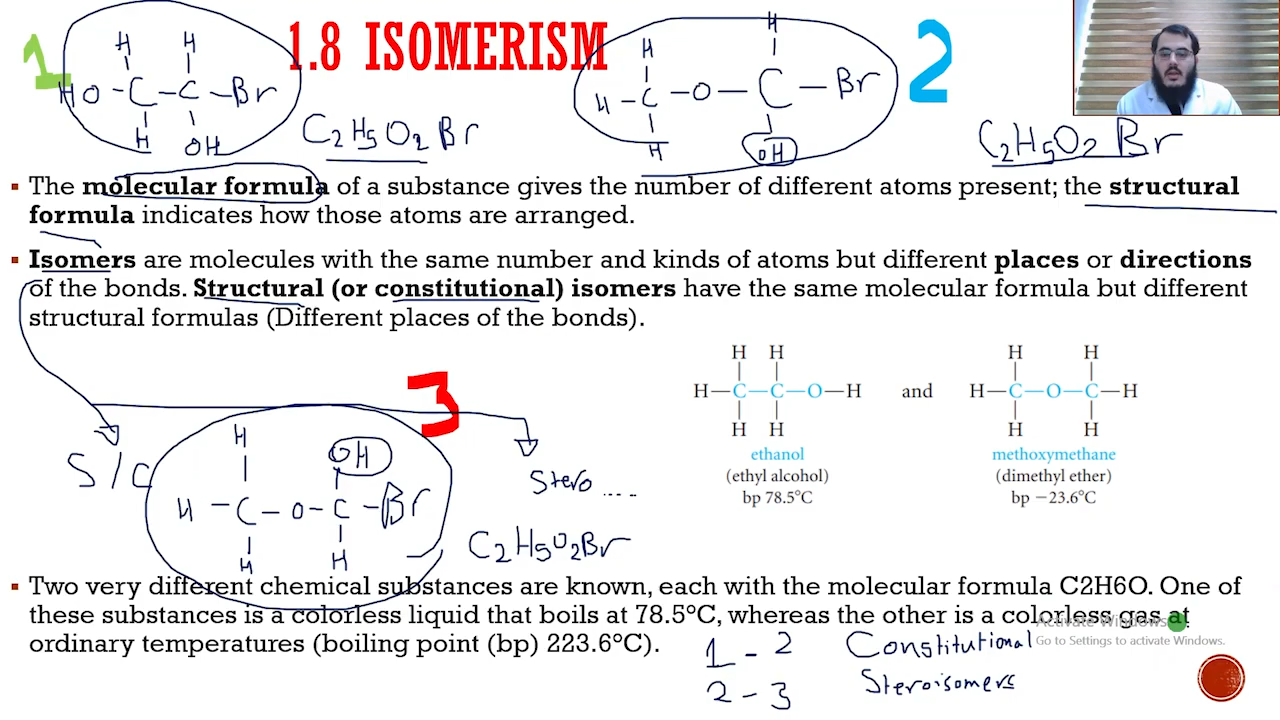 1
1.8 ISOMERISM
2
H H
HO - C - C - Br
H OH
C2H5O2Br
H H
H - C - O - C - Br
H OH
C2H5O2Br
▪ The molecular formula of a substance gives the number of different atoms present; the structural
formula indicates how those atoms are arranged.
▪ Isomers are molecules with the same number and kinds of atoms but different places or directions
of the bonds. Structural (or constitutional) isomers have the same molecular formula but different
structural formulas (Different places of the bonds).
3
S/C
H OH
H - C - O - C - Br
H H
C2H5O2Br
Stero ....
H H
H—C—C—O—H
H H
ethanol
(ethyl alcohol)
bp 78.5°C
and
H H
H—C—O—C—H
H H
methoxymethane
(dimethyl ether)
bp −23.6°C
▪ Two very different chemical substances are known, each with the molecular formula C2H6O. One of
these substances is a colorless liquid that boils at 78.5°C, whereas the other is a colorless gas at
ordinary temperatures (boiling point (bp) 223.6°C).
Activate Windows
Go to Settings to activate Windows.
1 - 2 Constitutional
2 - 3 Steroisomers